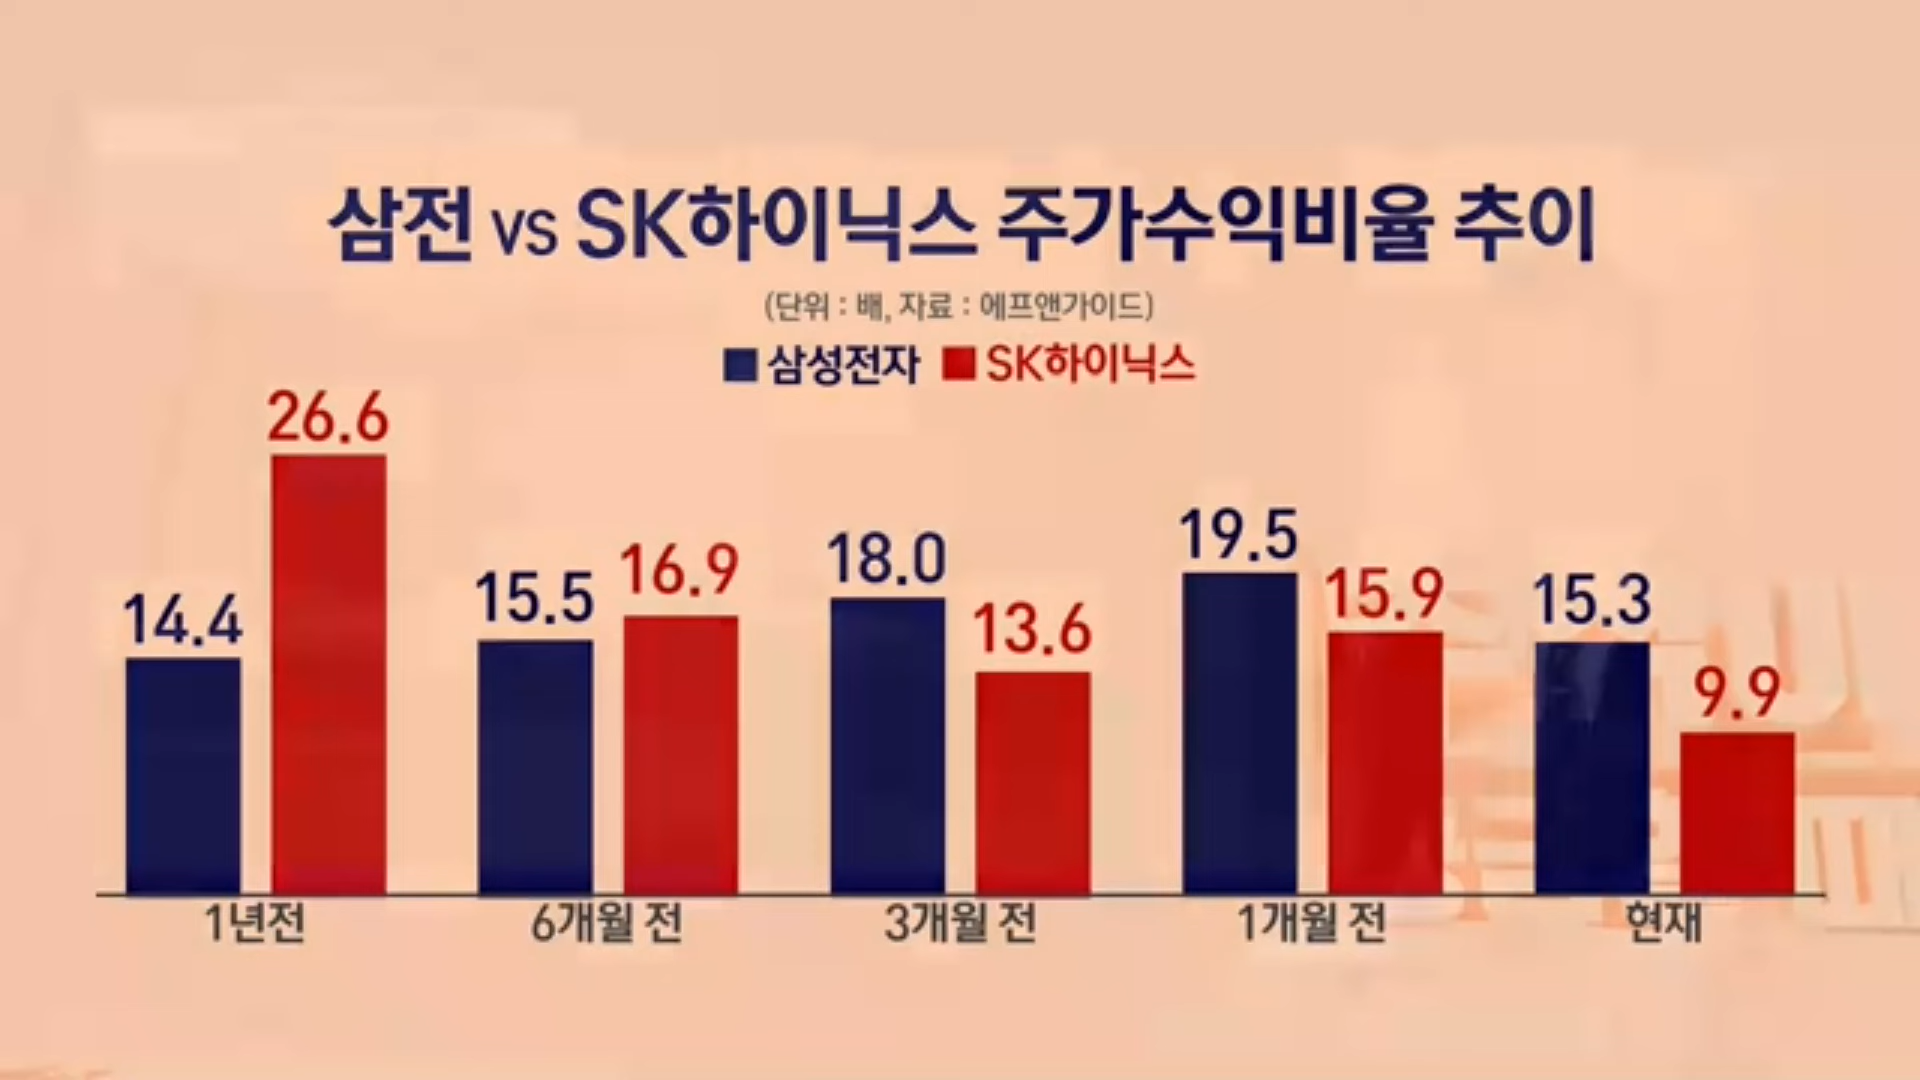 삼전 vs SK하이닉스 주가수익비율 추이
(단위 : 배, 자료 : 에프앤가이드)
삼성전자 SK하이닉스
14.4 26.6 15.5 16.9 18.0 13.6 19.5 15.9 15.3 9.9
1년전 6개월 전 3개월 전 1개월 전 현재